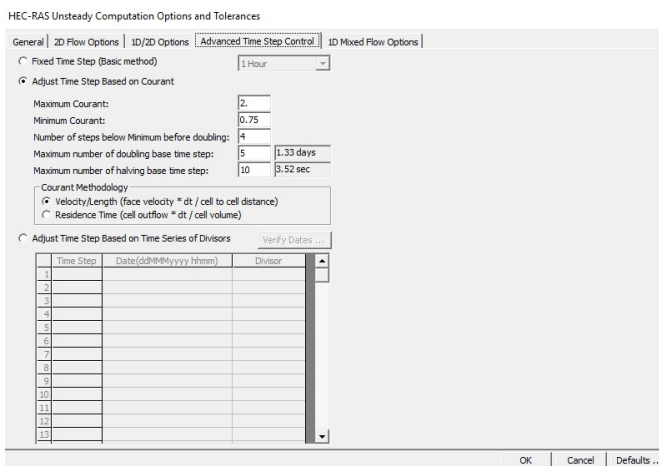 HEC-RAS Unsteady Computation Options and Tolerances
General 2D Flow Options 1D/2D Options Advanced Time Step Control 1D Mixed Flow Options
Fixed Time Step (Basic method) 1 Hour
Adjust Time Step Based on Courant
Maximum Courant: 2.
Minimum Courant: 0.75
Number of steps below Minimum before doubling: 4
Maximum number of doubling base time step: 5 1.33 days
Maximum number of halving base time step: 10 3.52 sec
Courant Methodology
Velocity/Length (face velocity * dt / cell to cell distance)
Residence Time (cell outflow * dt / cell volume)
Adjust Time Step Based on Time Series of Divisors Verify Dates ...
Time Step Date(ddMMMyyyy hhmm) Divisor
1
2
3
4
5
6
7
8
9
10
11
12
13
OK Cancel Defaults ..